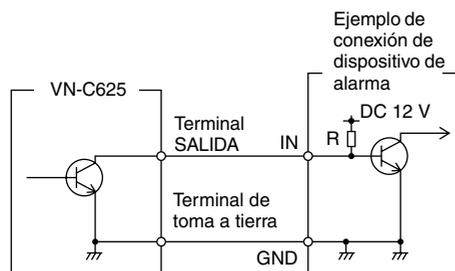 Ejemplo de
conexión de
dispositivo de
alarma
VN-C625
DC 12 V
Terminal
SALIDA
IN
R
Terminal de
toma a tierra
GND